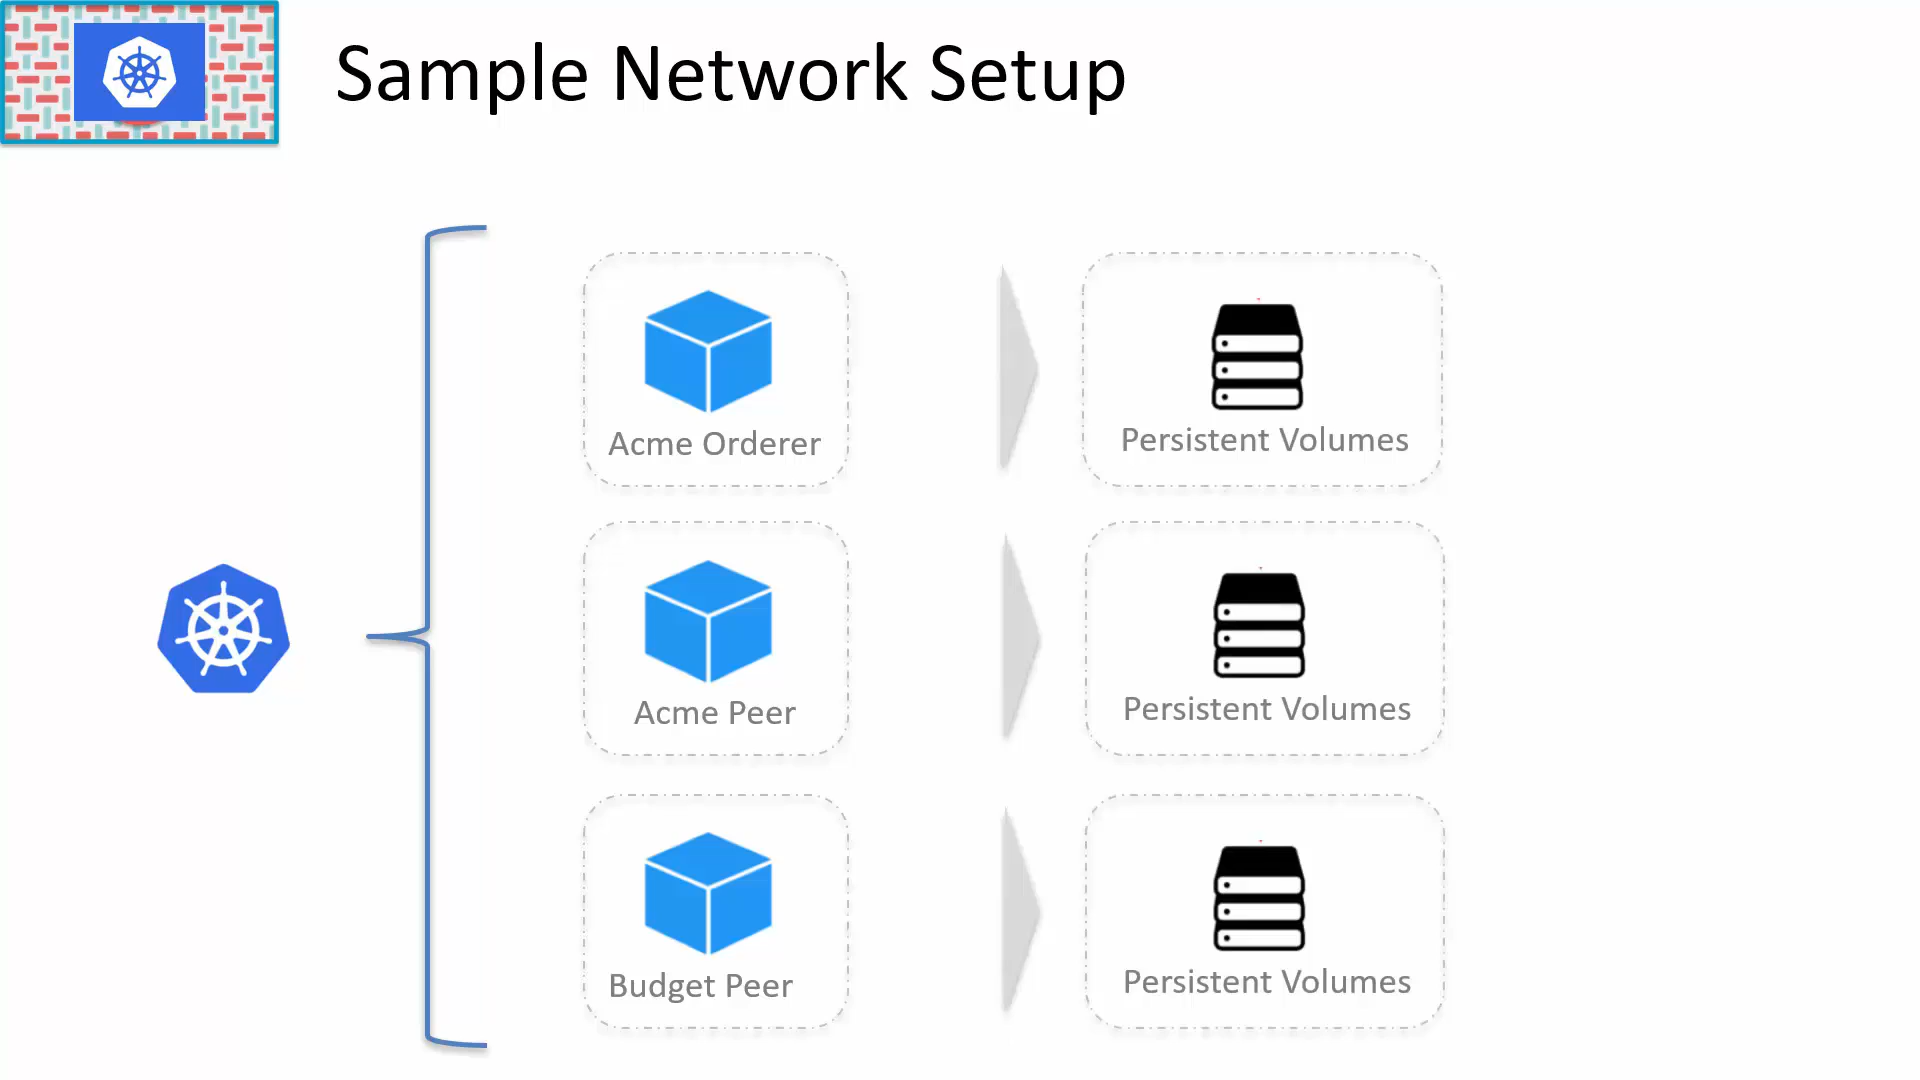 Sample Network Setup
Acme Orderer
Persistent Volumes
Acme Peer
Persistent Volumes
Budget Peer
Persistent Volumes